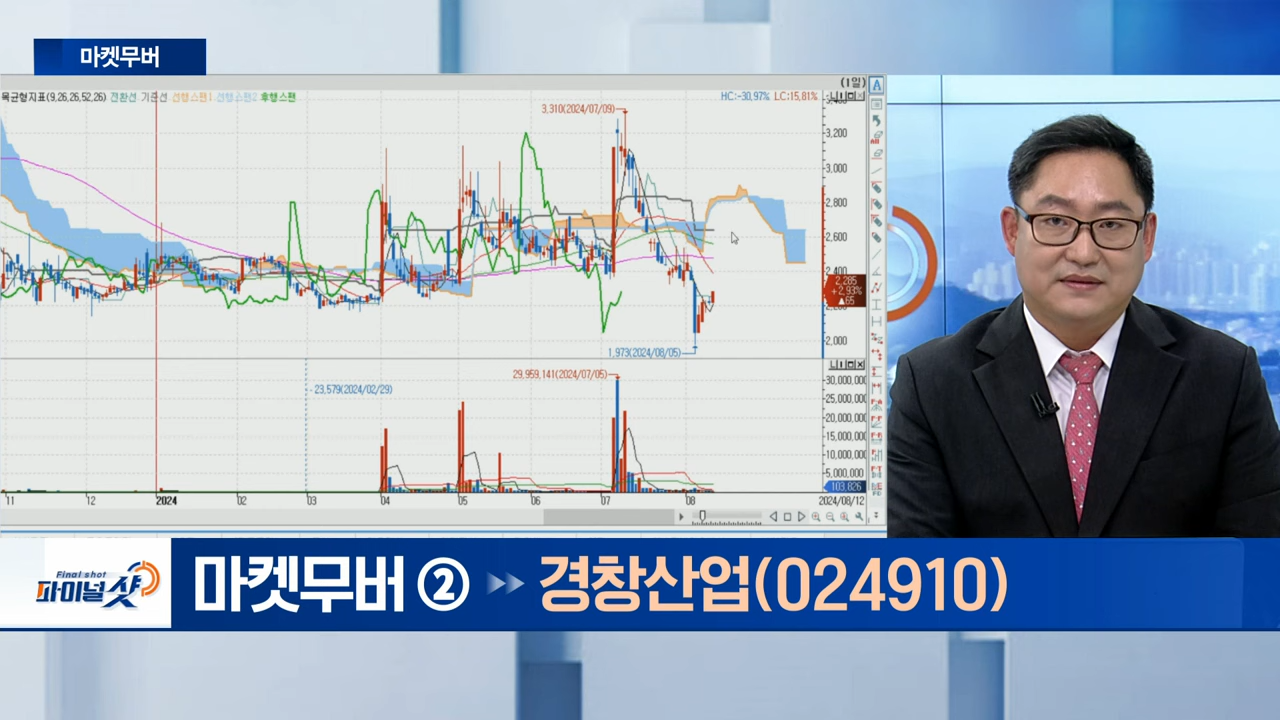 마켓무버
목균형지표(9,26,26,52,26) 전환선 기준선 선행스팬1 선행스팬2 후행스팬
(1일)
A
HC:-30,97% LC:15,81%
3,310(2024/07/09)
3,400
3,200
3,000
2,800
2,600
2,400
2,285
+2,93%
▲65
2,000
1,973(2024/08/05)
29,959,141(2024/07/05)
23,579(2024/02/29)
30,000,000
25,000,000
20,000,000
15,000,000
10,000,000
5,000,000
103,826
11 12 2024 02 03 04 05 06 07 08 2024/08/12
Final shot
파이널샷
마켓무버 ② 경창산업(024910)